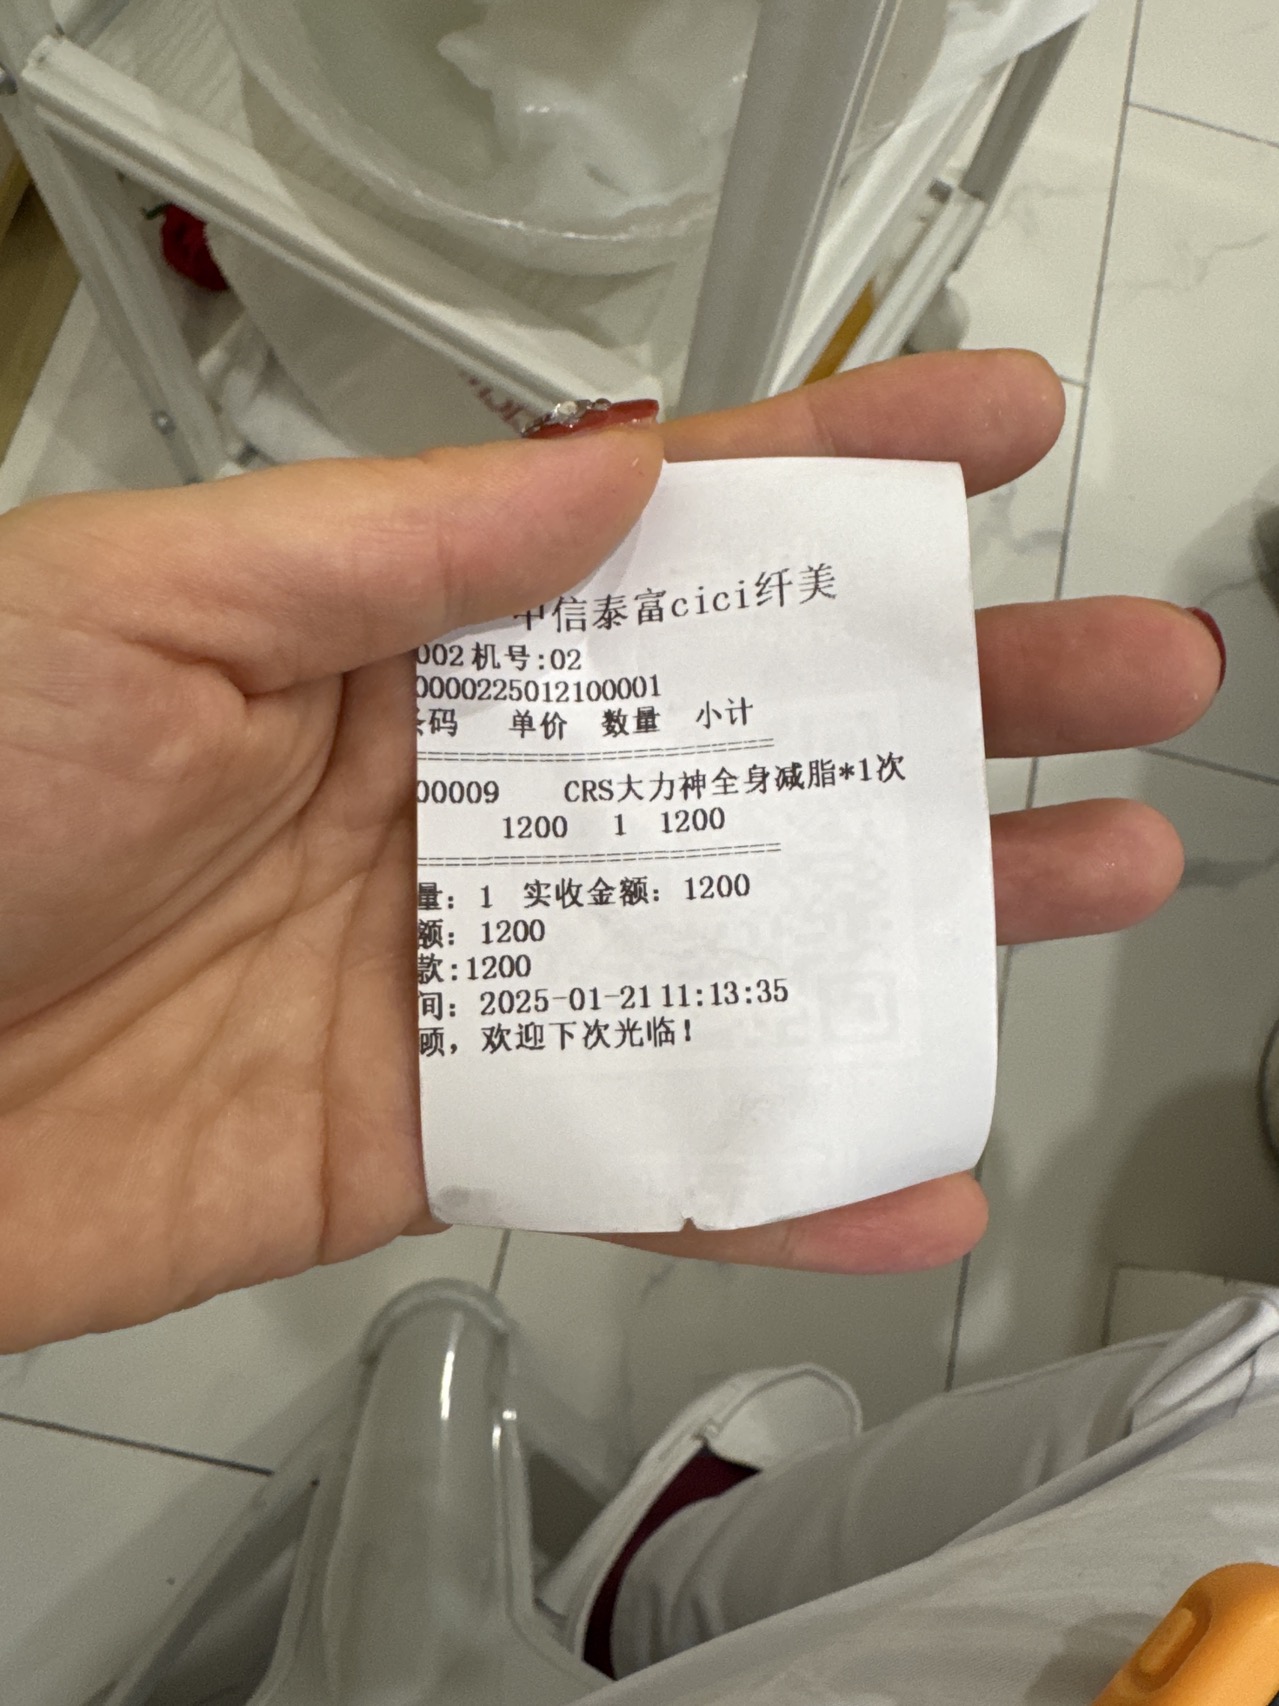 中信泰富cici纤美
002 机号:02
0000225012100001
码 单价 数量 小计
00009 CRS大力神全身减脂*1次
1200 1 1200
量: 1 实收金额: 1200
额: 1200
款:1200
间: 2025-01-21 11:13:35
顾, 欢迎下次光临!